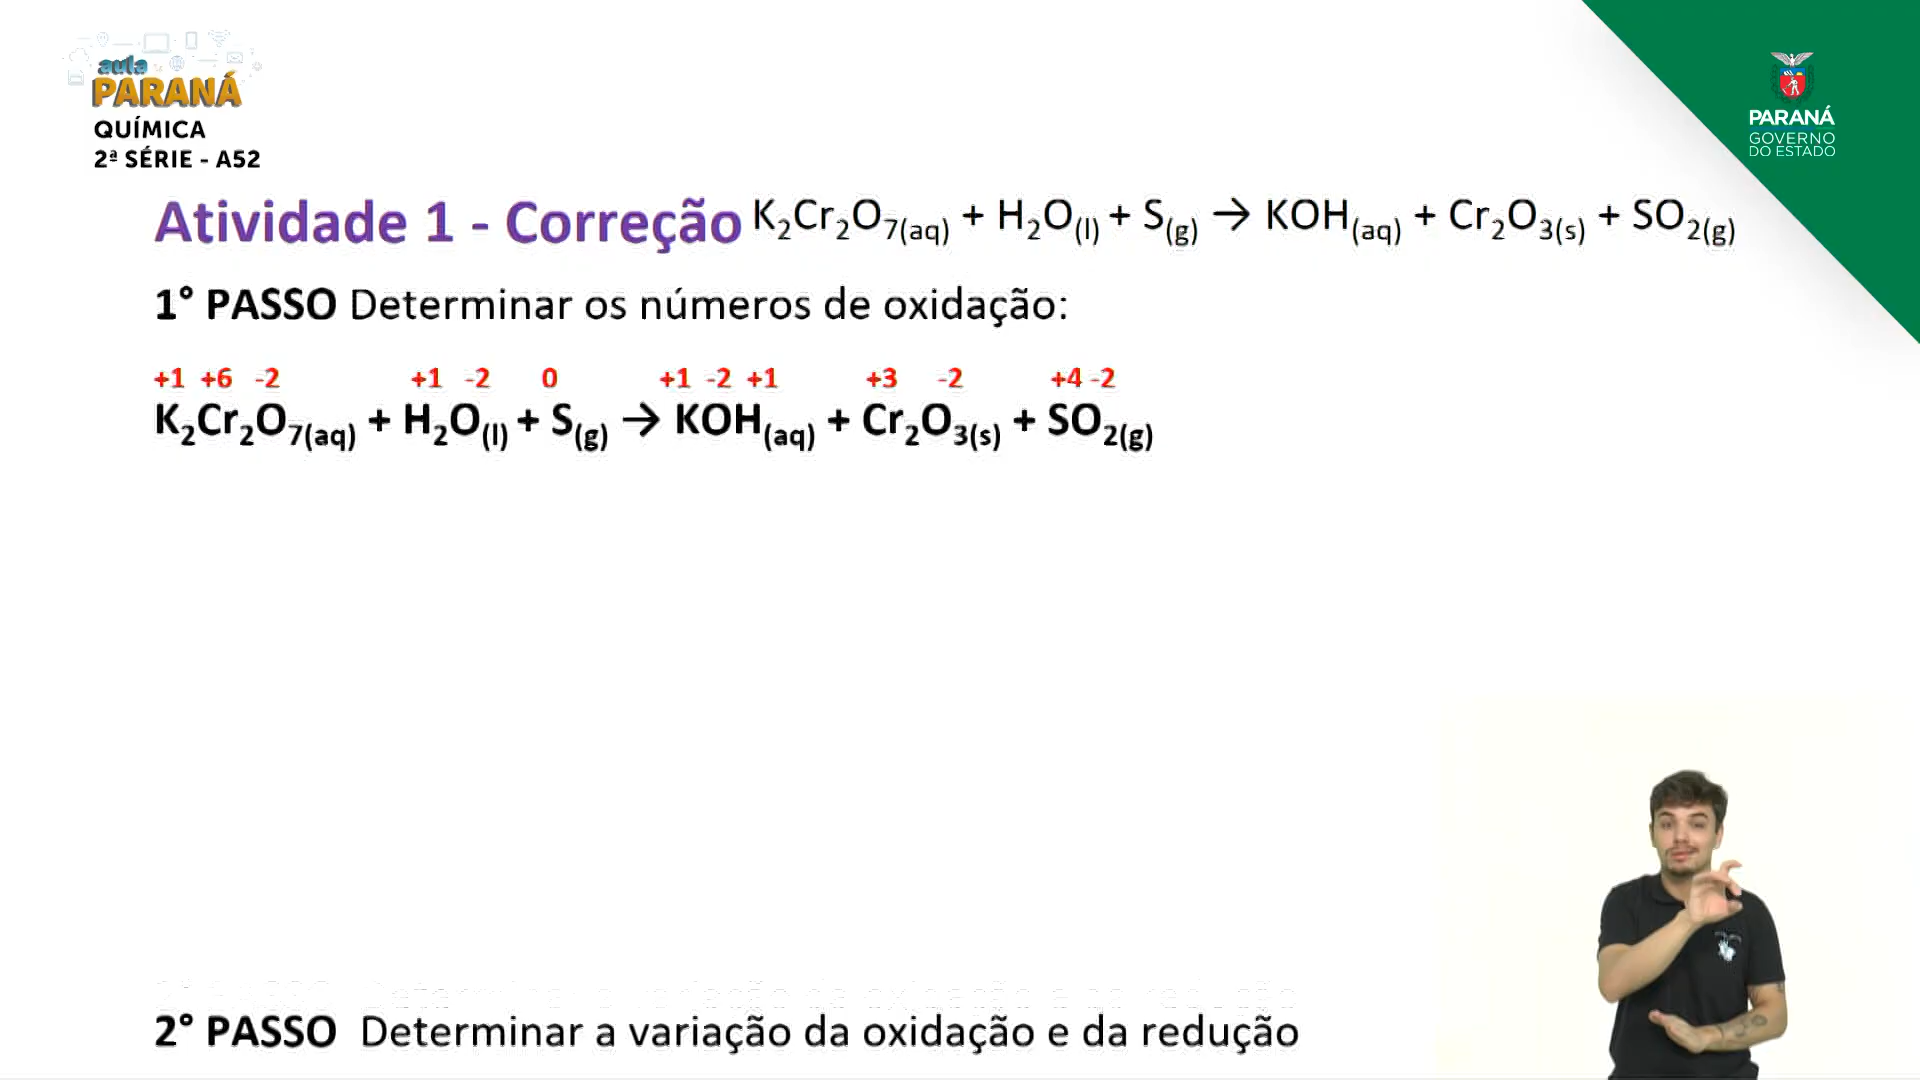 aula
PARANÁ
QUÍMICA
2ª SÉRIE - A52
PARANÁ
GOVERNO
DO ESTADO
Atividade 1 - Correção K₂Cr₂O₇₍aq₎ + H₂O₍l₎ + S₍g₎ → KOH₍aq₎ + Cr₂O₃₍s₎ + SO₂₍g₎
1° PASSO Determinar os números de oxidação:
+1 +6 -2 +1 -2 0 +1 -2 +1 +3 -2 +4 -2
K₂Cr₂O₇₍aq₎ + H₂O₍l₎ + S₍g₎ → KOH₍aq₎ + Cr₂O₃₍s₎ + SO₂₍g₎
2° PASSO Determinar a variação da oxidação e da redução